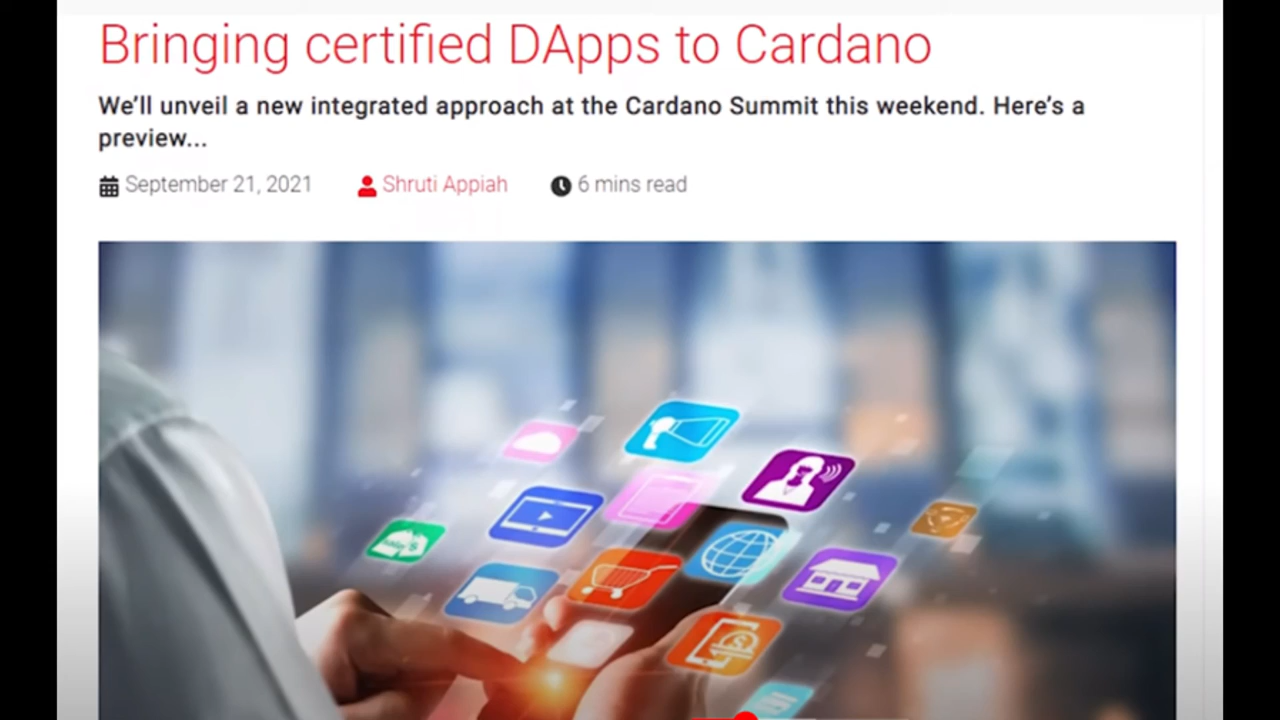 Bringing certified DApps to Cardano
We'll unveil a new integrated approach at the Cardano Summit this weekend. Here's a
preview...
September 21, 2021 Shruti Appiah 6 mins read